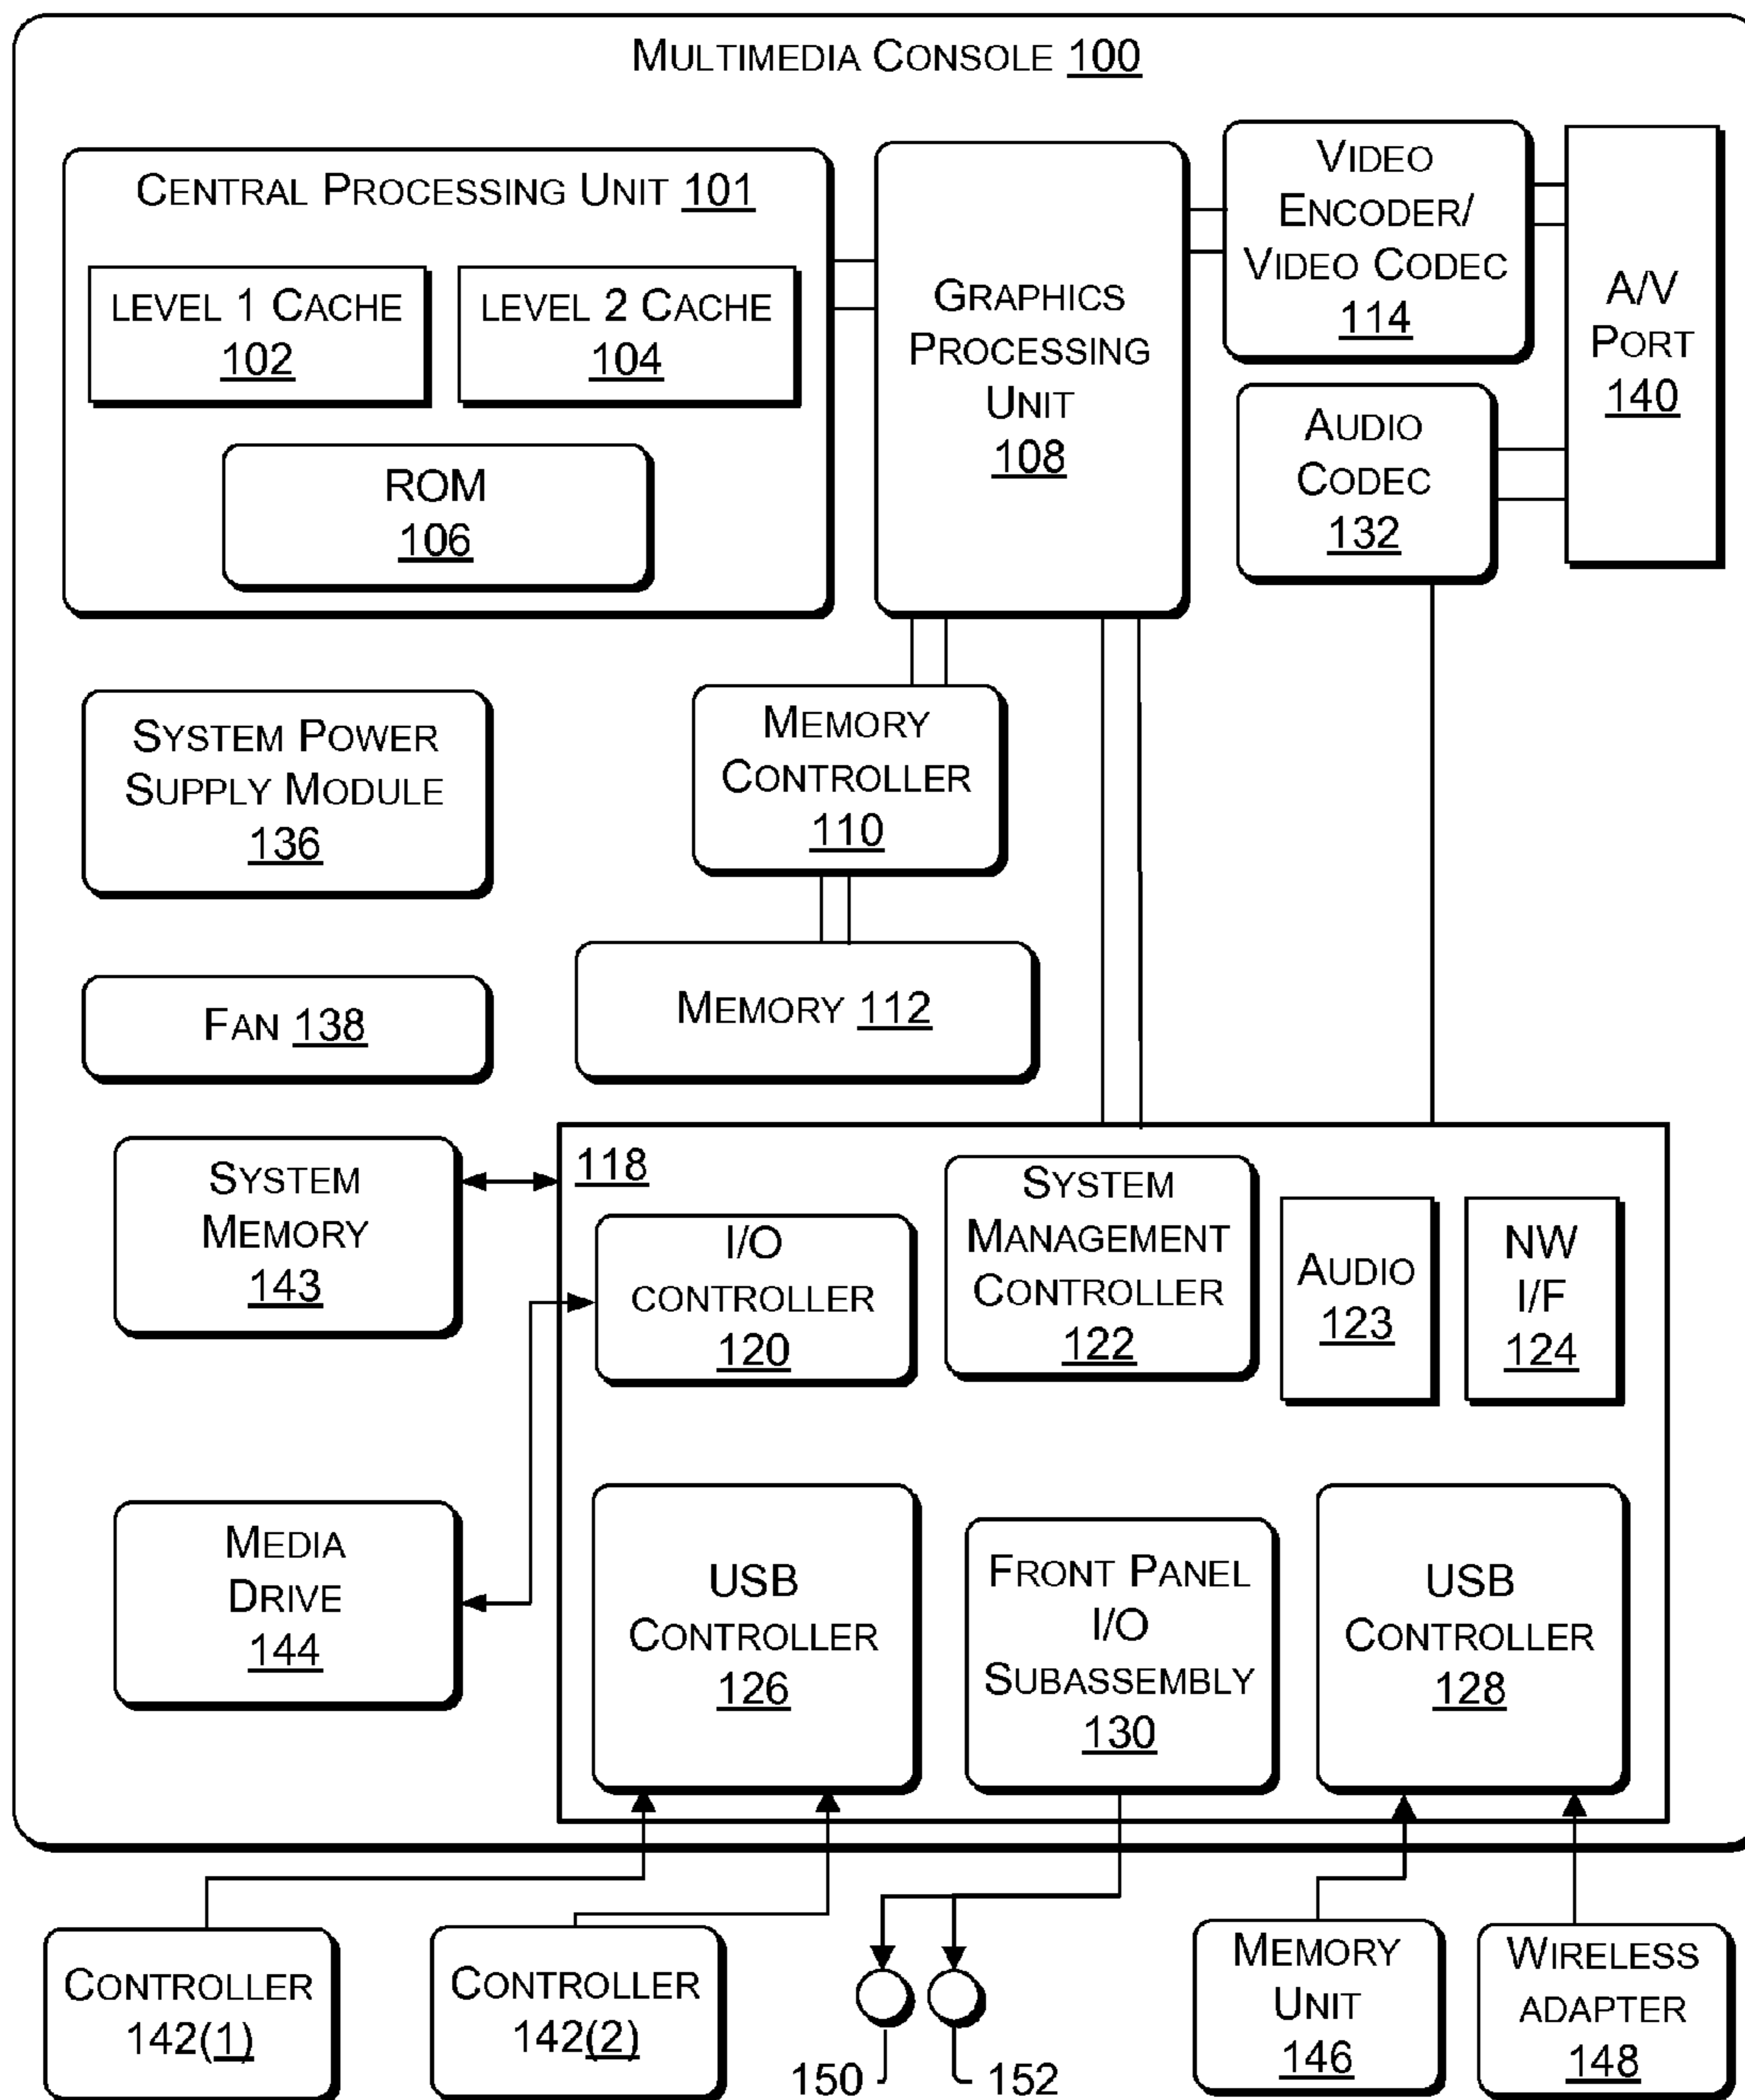 MULTIMEDIA CONSOLE 100
CENTRAL PROCESSING UNIT 101
LEVEL 1 CACHE
102
LEVEL 2 CACHE
104
ROM
106
GRAPHICS
PROCESSING
UNIT
108
VIDEO
ENCODER/
VIDEO CODEC
114
A/V
PORT
140
AUDIO
CODEC
132
SYSTEM POWER
SUPPLY MODULE
136
MEMORY
CONTROLLER
110
FAN 138
MEMORY 112
SYSTEM
MEMORY
143
118
I/O
CONTROLLER
120
SYSTEM
MANAGEMENT
CONTROLLER
122
AUDIO
123
NW
I/F
124
MEDIA
DRIVE
144
USB
CONTROLLER
126
FRONT PANEL
I/O
SUBASSEMBLY
130
USB
CONTROLLER
128
CONTROLLER
142(1)
CONTROLLER
142(2)
150
152
MEMORY
UNIT
146
WIRELESS
ADAPTER
148